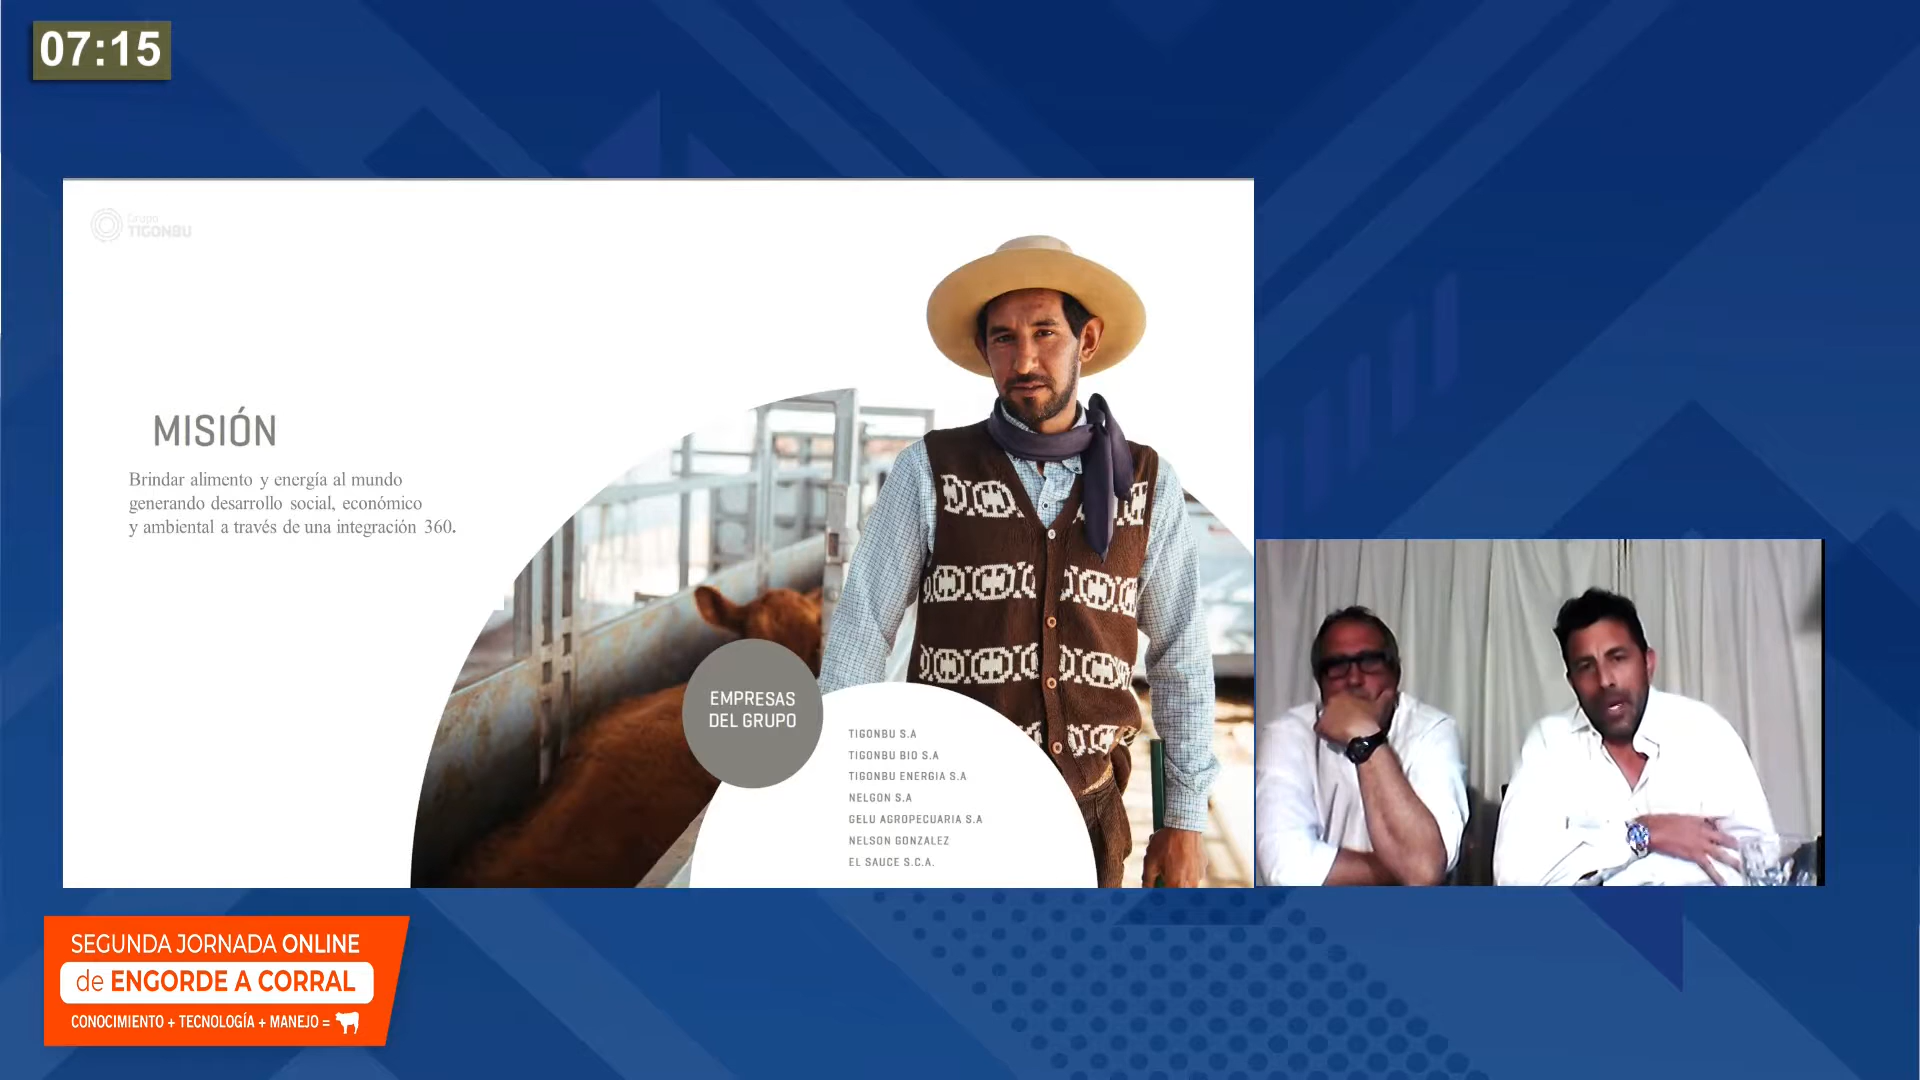 07:15
Grupo
TIGONBU
MISIÓN
Brindar alimento y energía al mundo
generando desarrollo social, económico
y ambiental a través de una integración 360.
EMPRESAS
DEL GRUPO
TIGONBU S.A
TIGONBU BIO S.A
TIGONBU ENERGIA S.A
NELGON S.A
GELU AGROPECUARIA S.A
NELSON GONZALEZ
EL SAUCE S.C.A.
SEGUNDA JORNADA ONLINE
de ENGORDE A CORRAL
CONOCIMIENTO + TECNOLOGÍA + MANEJO =